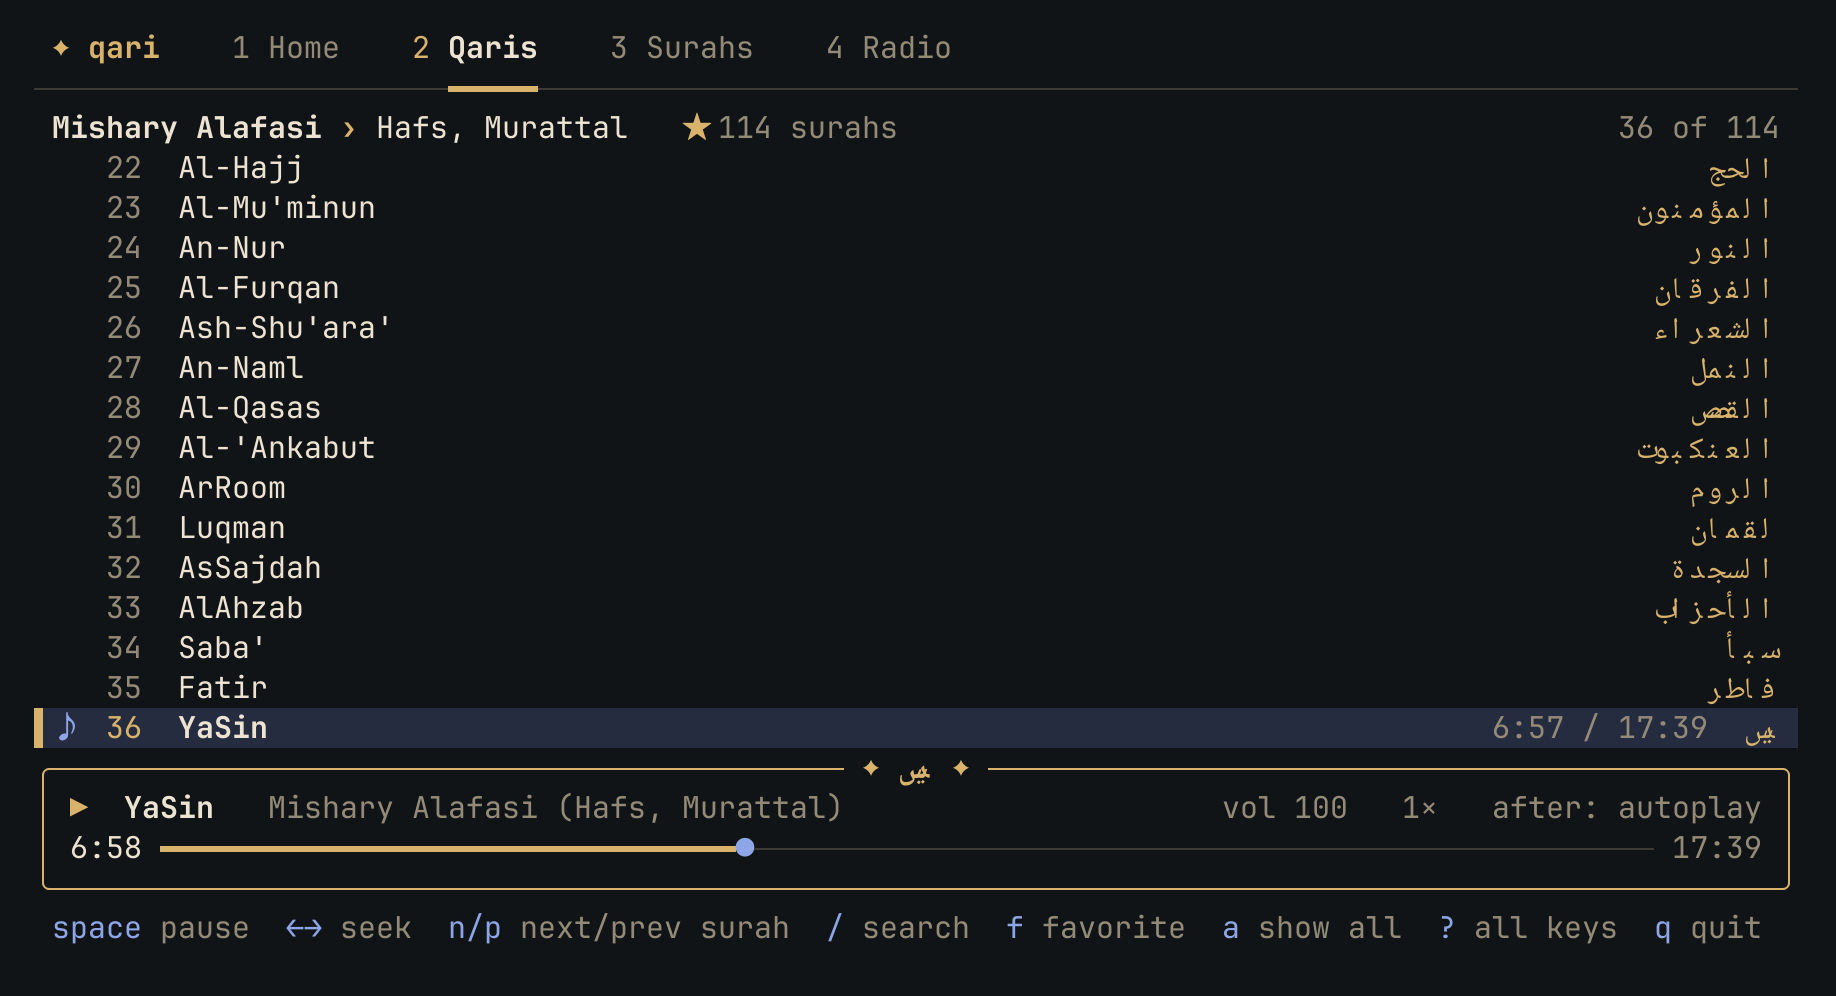 ✦ qari 1 Home 2 Qaris 3 Surahs 4 Radio
Mishary Alafasi › Hafs, Murattal ★ 114 surahs 36 of 114
22 Al-Hajj الحج
23 Al-Mu'minun المؤمنون
24 An-Nur النور
25 Al-Furqan الفرقان
26 Ash-Shu'ara' الشعراء
27 An-Naml النمل
28 Al-Qasas القصص
29 Al-'Ankabut العنكبوت
30 ArRoom الروم
31 Luqman لقمان
32 AsSajdah السجدة
33 AlAhzab الأحزاب
34 Saba' سبأ
35 Fatir فاطر
♪ 36 YaSin 6:57 / 17:39 يس
✦ يس ✦
▶ YaSin Mishary Alafasi (Hafs, Murattal) vol 100 1× after: autoplay
6:58 17:39
space pause ←→ seek n/p next/prev surah / search f favorite a show all ? all keys q quit